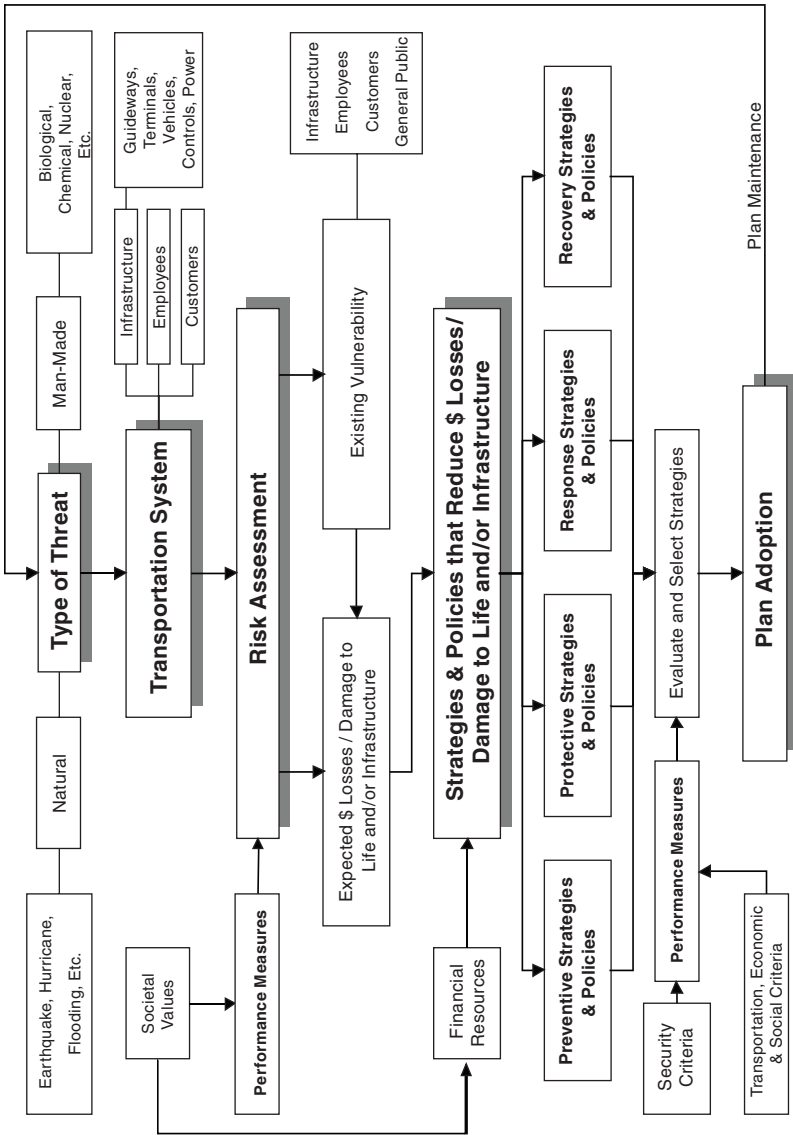 Earthquake, Hurricane,
Flooding, Etc.
Natural
Type of Threat
Man-Made
Biological,
Chemical, Nuclear,
Etc.
Societal
Values
Transportation System
Infrastructure
Employees
Customers
Guideways,
Terminals,
Vehicles,
Controls, Power
Performance Measures
Risk Assessment
Expected $ Losses / Damage to
Life and/or Infrastructure
Existing Vulnerability
Infrastructure
Employees
Customers
General Public
Financial
Resources
Strategies & Policies that Reduce $ Losses/
Damage to Life and/or Infrastructure
Preventive Strategies
& Policies
Protective Strategies
& Policies
Response Strategies
& Policies
Recovery Strategies
& Policies
Security
Criteria
Performance Measures
Evaluate and Select Strategies
Transportation, Economic
& Social Criteria
Plan Adoption
Plan Maintenance